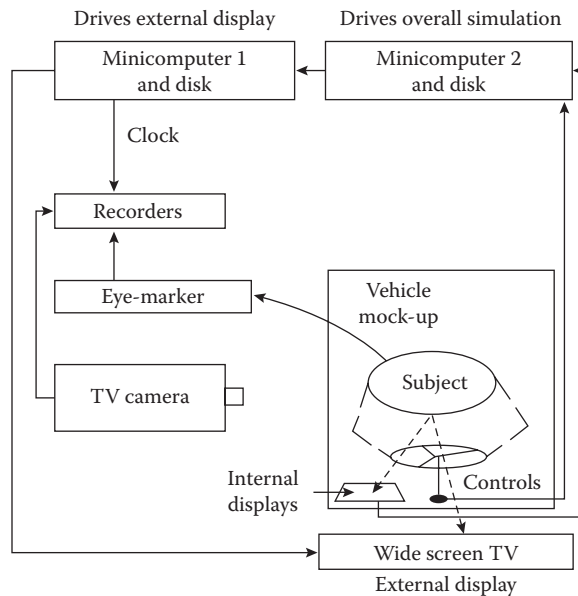 Drives external display
Drives overall simulation
Minicomputer 1
and disk
Minicomputer 2
and disk
Clock
Recorders
Eye-marker
Vehicle
mock-up
TV camera
Subject
Internal
displays
Controls
Wide screen TV
External display